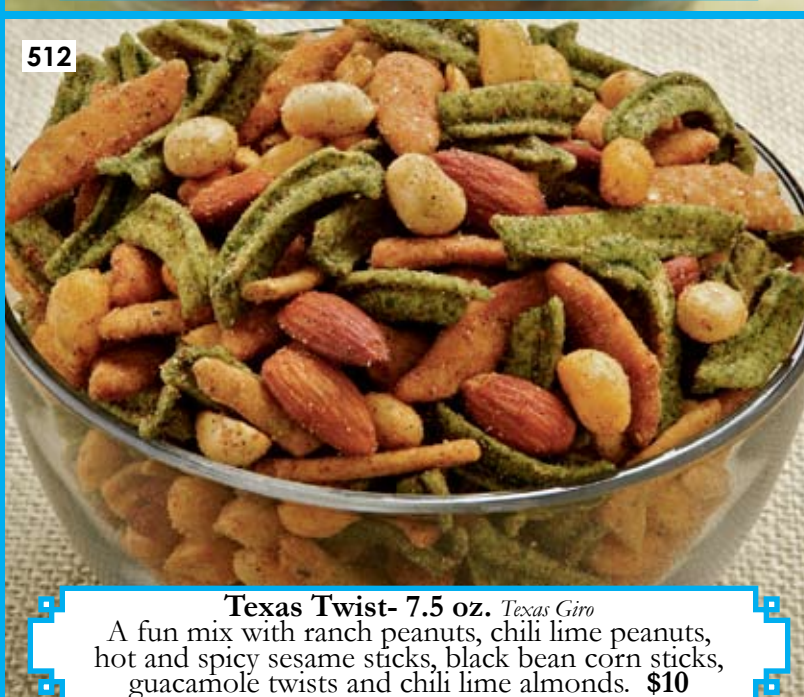 512
Texas Twist- 7.5 oz. Texas Giro
A fun mix with ranch peanuts, chili lime peanuts,
hot and spicy sesame sticks, black bean corn sticks,
guacamole twists and chili lime almonds. $10